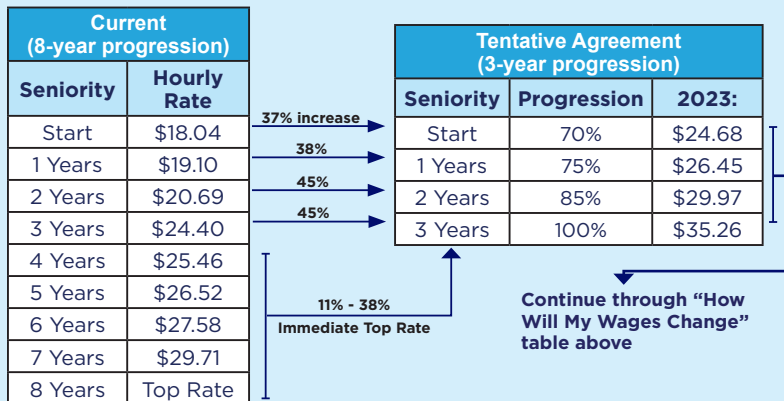 Current
(8-year progression)
Seniority Hourly Rate
Start $18.04
1 Years $19.10
2 Years $20.69
3 Years $24.40
4 Years $25.46
5 Years $26.52
6 Years $27.58
7 Years $29.71
8 Years Top Rate
37% increase
38%
45%
45%
11% - 38%
Immediate Top Rate
Tentative Agreement
(3-year progression)
Seniority Progression 2023:
Start 70% $24.68
1 Years 75% $26.45
2 Years 85% $29.97
3 Years 100% $35.26
Continue through “How
Will My Wages Change”
table above